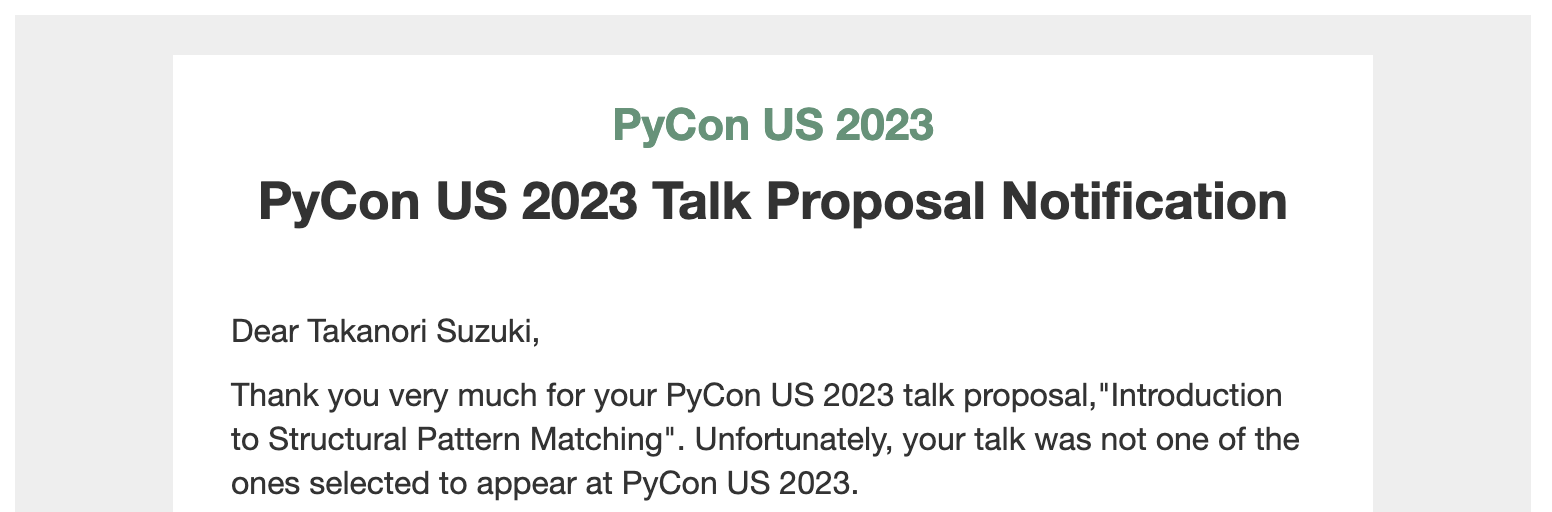 PyCon US 2023
PyCon US 2023 Talk Proposal Notification
Dear Takanori Suzuki,
Thank you very much for your PyCon US 2023 talk proposal,"Introduction
to Structural Pattern Matching". Unfortunately, your talk was not one of the
ones selected to appear at PyCon US 2023.